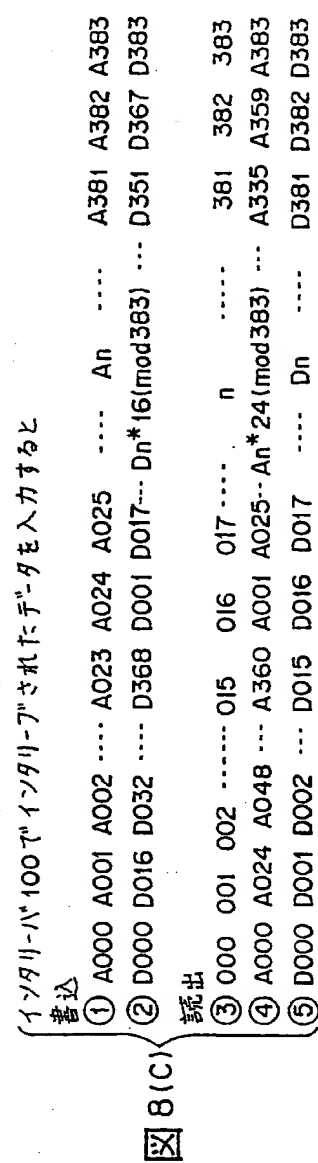 インタリーバ100でインタリーブされたデータを入力すると
書込
① A000 A001 A002 ···· A023 A024 A025 ···· An ···· A381 A382 A383
② D000 D016 D032 ···· D368 D001 D017--- Dn*16(mod383) ··· D351 D367 D383
読出
③ 000 001 002 ······ 015 016 017 ···· n ····· 381 382 383
④ A000 A024 A048 ··· A360 A001 A025-- An*24(mod383) ··· A335 A359 A383
⑤ D000 D001 D002 ··· D015 D016 D017 ···· Dn ···· D381 D382 D383
図 8(C)